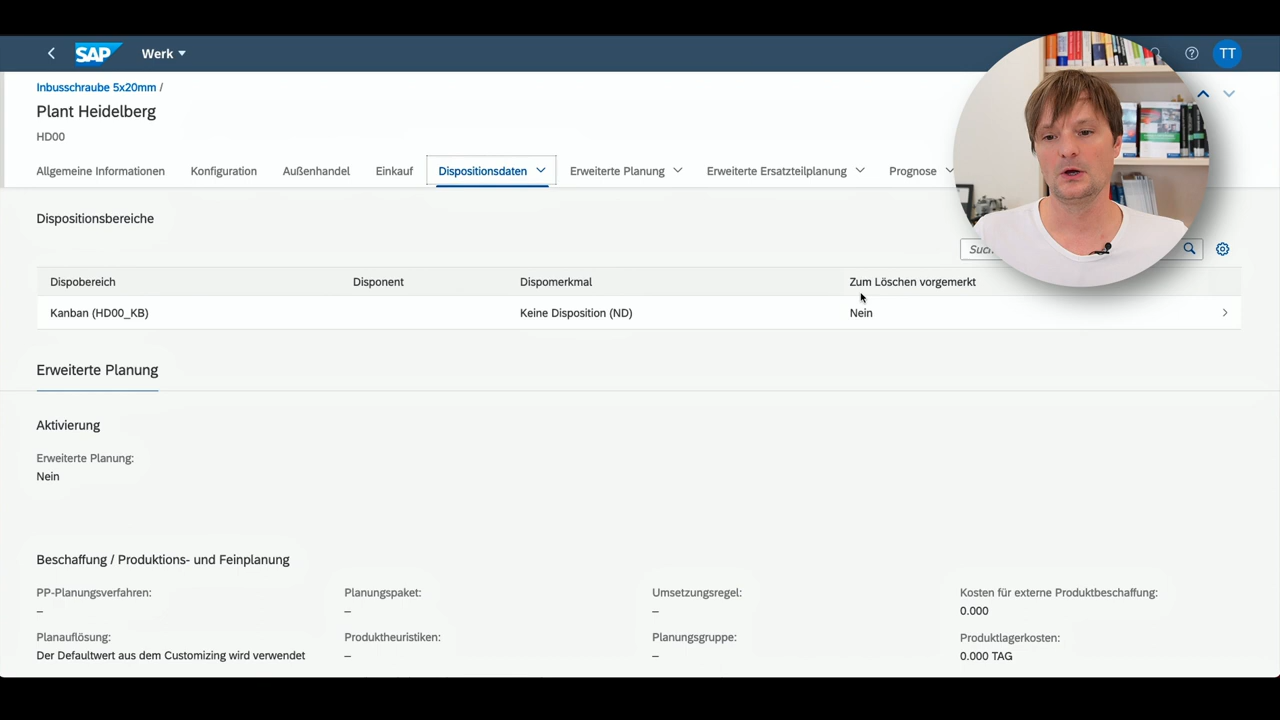 SAP Werk TT
Inbusschraube 5x20mm /
Plant Heidelberg
HD00
Allgemeine Informationen Konfiguration Außenhandel Einkauf Dispositionsdaten Erweiterte Planung Erweiterte Ersatzteilplanung Prognose
Dispositionsbereiche
Dispobereich Disponent Dispomerkmal Zum Löschen vorgemerkt
Kanban (HD00_KB) Keine Disposition (ND) Nein
Erweiterte Planung
Aktivierung
Erweiterte Planung:
Nein
Beschaffung / Produktions- und Feinplanung
PP-Planungsverfahren: Planungspaket: Umsetzungsregel: Kosten für externe Produktbeschaffung:
– – – 0.000
Planauflösung: Produktheuristiken: Planungsgruppe: Produktlagerkosten:
Der Defaultwert aus dem Customizing wird verwendet – – 0.000 TAG